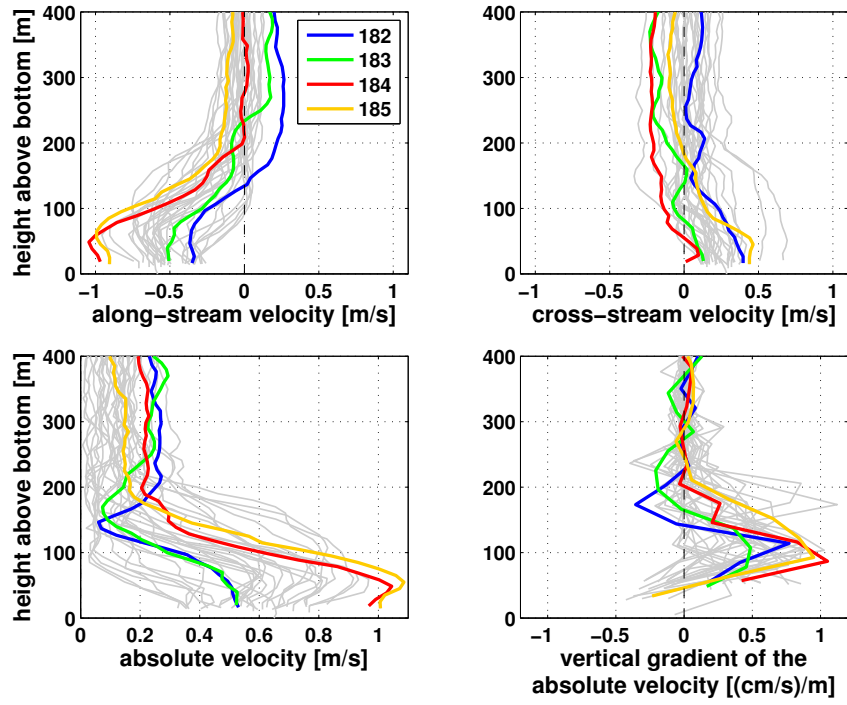 400
300
200
100
0
height above bottom [m]
−1 −0.5 0 0.5 1
along−stream velocity [m/s]
182
183
184
185
400
300
200
100
0
−1 −0.5 0 0.5 1
cross−stream velocity [m/s]
400
300
200
100
0
height above bottom [m]
0 0.2 0.4 0.6 0.8 1
absolute velocity [m/s]
400
300
200
100
0
−1 −0.5 0 0.5 1
vertical gradient of the
absolute velocity [(cm/s)/m]